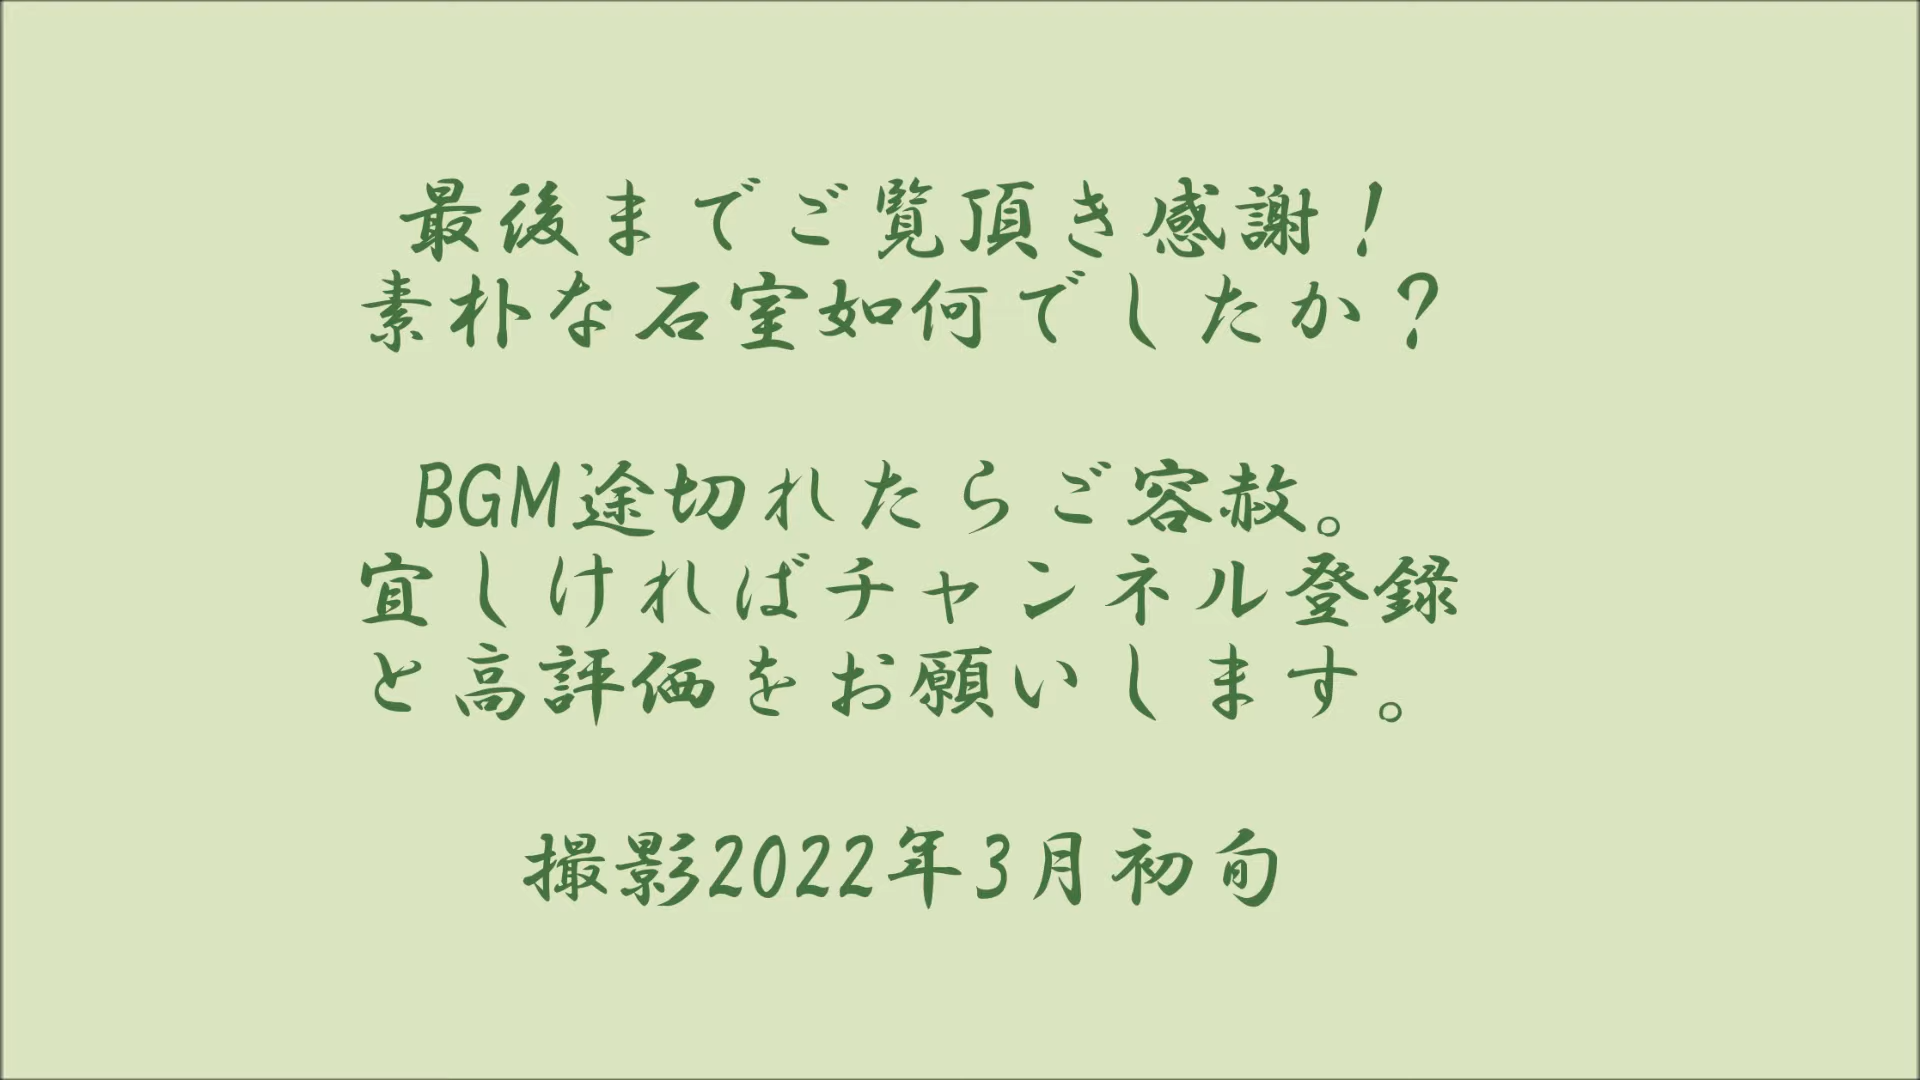 最後までご覧頂き感謝！
素朴な石室如何でしたか？
BGM途切れたらご容赦。
宜しければチャンネル登録
と高評価をお願いします。
撮影2022年3月初旬